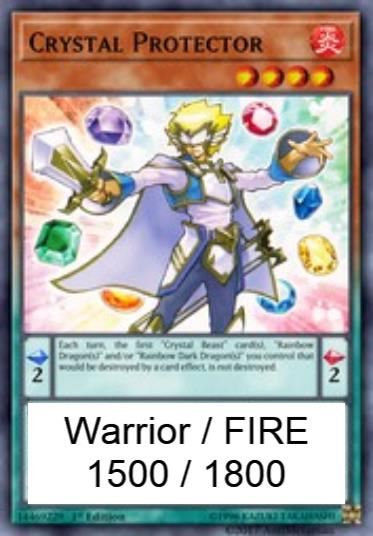 CRYSTAL PROTECTOR
炎
Each turn, the first "Crystal Beast" card(s), "Rainbow
Dragon(s)" and/or "Rainbow Dark Dragon(s)" you control that
would be destroyed by a card effect, is not destroyed.
2
2
Warrior / FIRE
1500 / 1800
14469229
1st Edition
©1996 KAZUKI TAKAHASHI